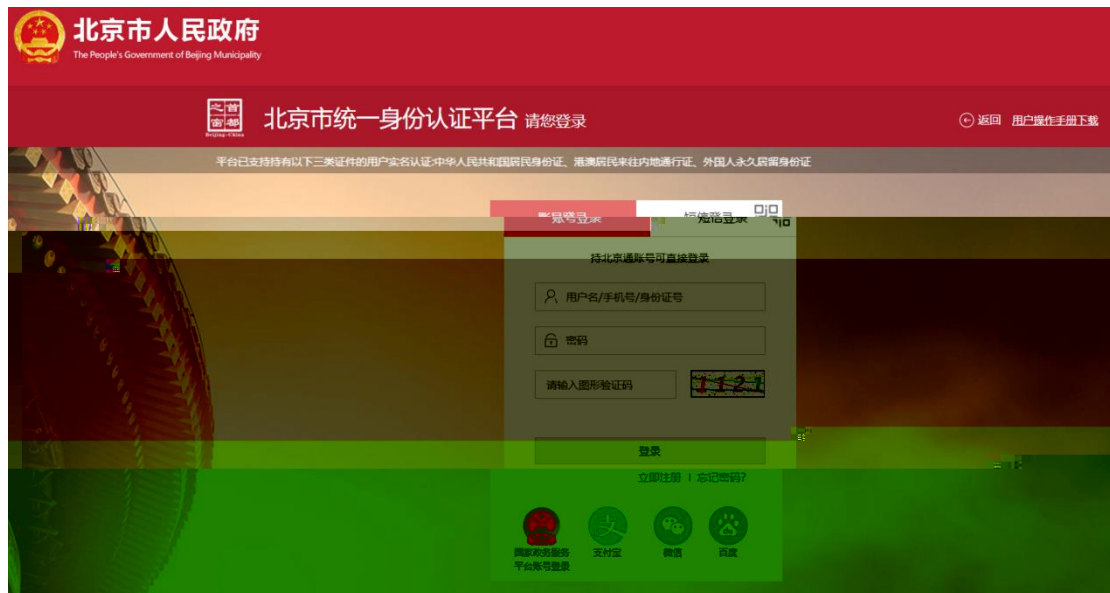 北京市人民政府
The People's Government of Beijing Municipality
首都之窗
Beijing-China
北京市统一身份认证平台 请您登录
返回 用户操作手册下载
平台已支持持有以下三类证件的用户实名认证:中华人民共和国居民身份证、港澳居民来往内地通行证、外国人永久居留身份证
账号登录 短信登录
持北京通账号可直接登录
用户名/手机号/身份证号
密码
请输入图形验证码 1121
登录
立即注册 | 忘记密码?
国家政务服务
平台账号登录
支付宝
微信
百度